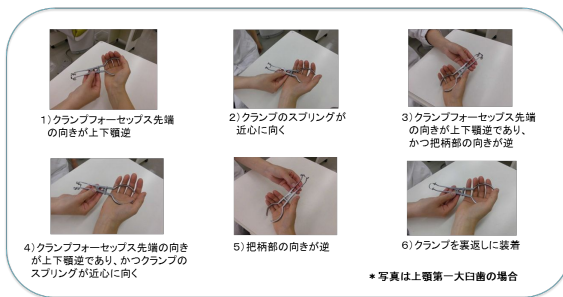 1)クランプフォーセップス先端
の向きが上下顎逆
2)クランプのスプリングが
近心に向く
3)クランプフォーセップス先端
の向きが上下顎逆であり、
かつ把柄部の向きが逆
4)クランプフォーセップス先端の向き
が上下顎逆であり、かつクランプの
スプリングが近心に向く
5)把柄部の向きが逆
6)クランプを裏返しに装着
*写真は上顎第一大臼歯の場合